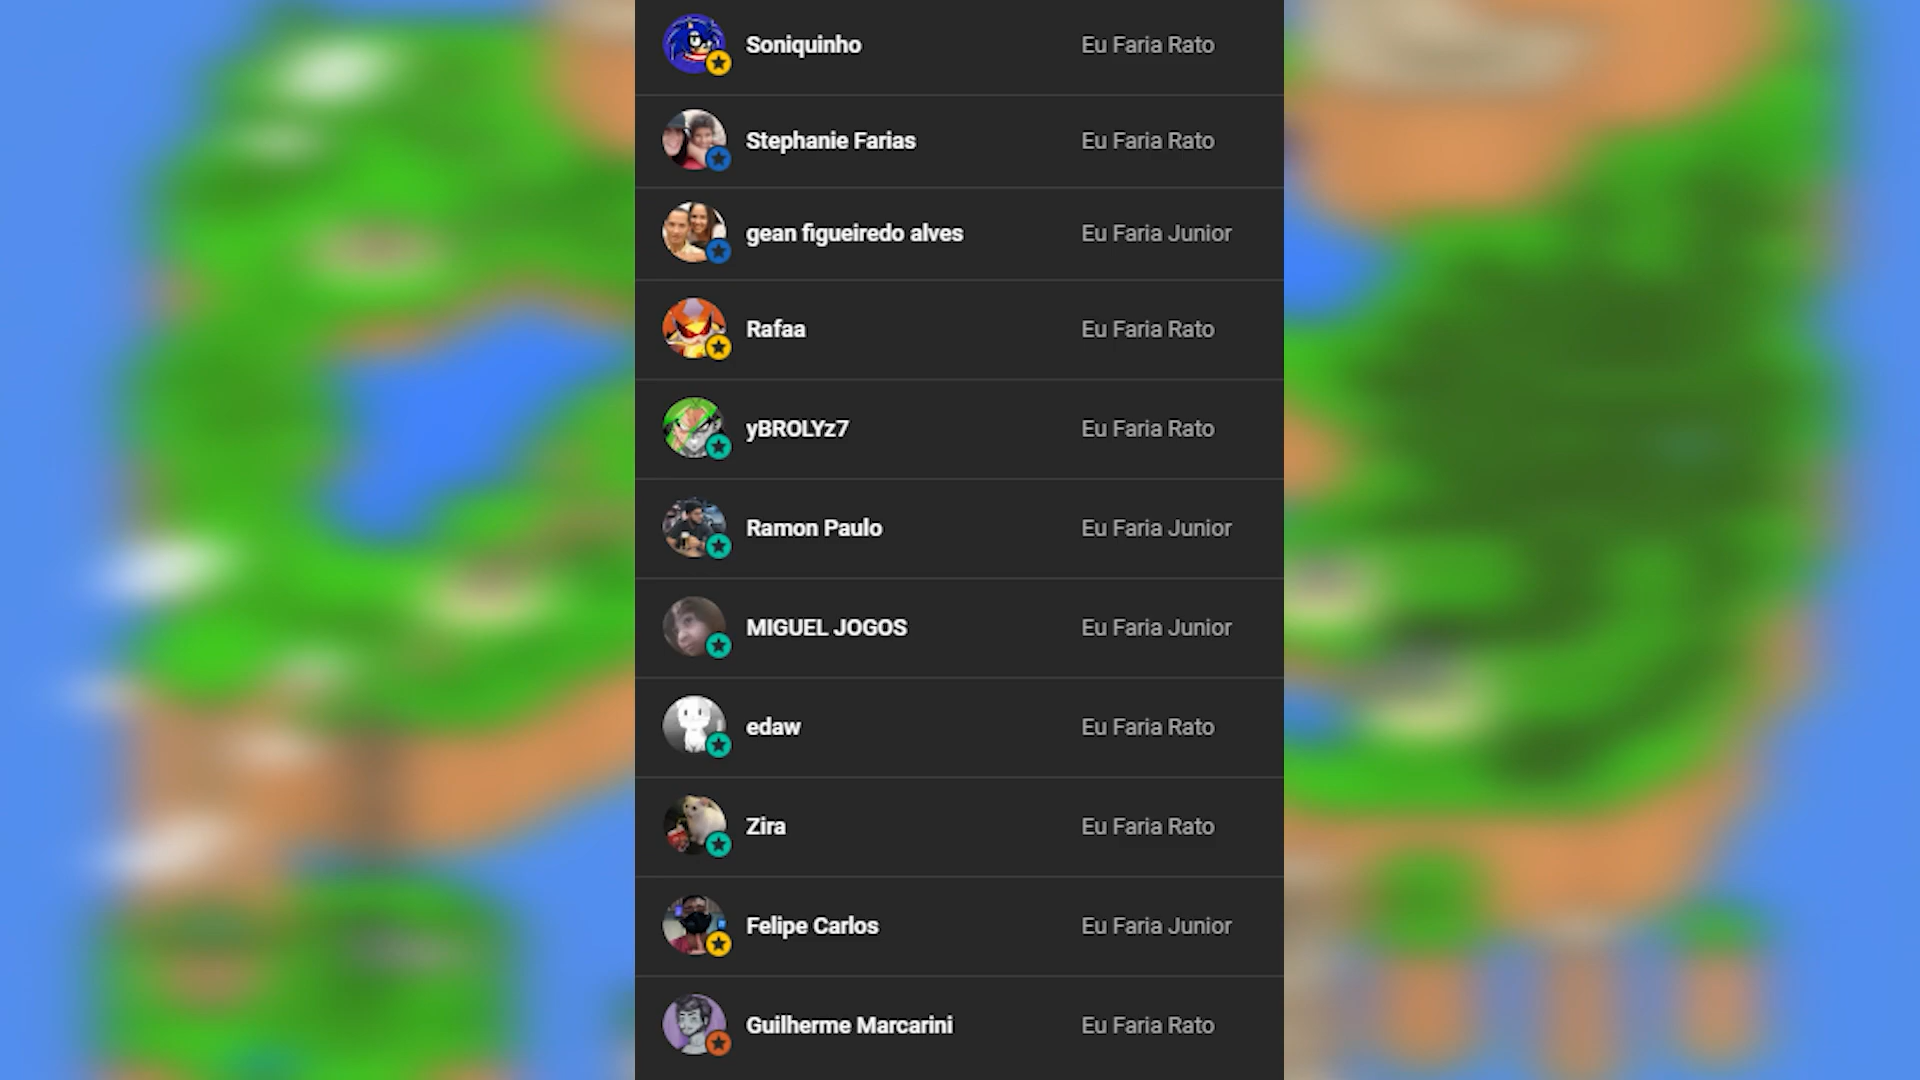 Soniquinho Eu Faria Rato
Stephanie Farias Eu Faria Rato
gean figueiredo alves Eu Faria Junior
Rafaa Eu Faria Rato
yBROLYz7 Eu Faria Rato
Ramon Paulo Eu Faria Junior
MIGUEL JOGOS Eu Faria Junior
edaw Eu Faria Rato
Zira Eu Faria Rato
Felipe Carlos Eu Faria Junior
Guilherme Marcarini Eu Faria Rato